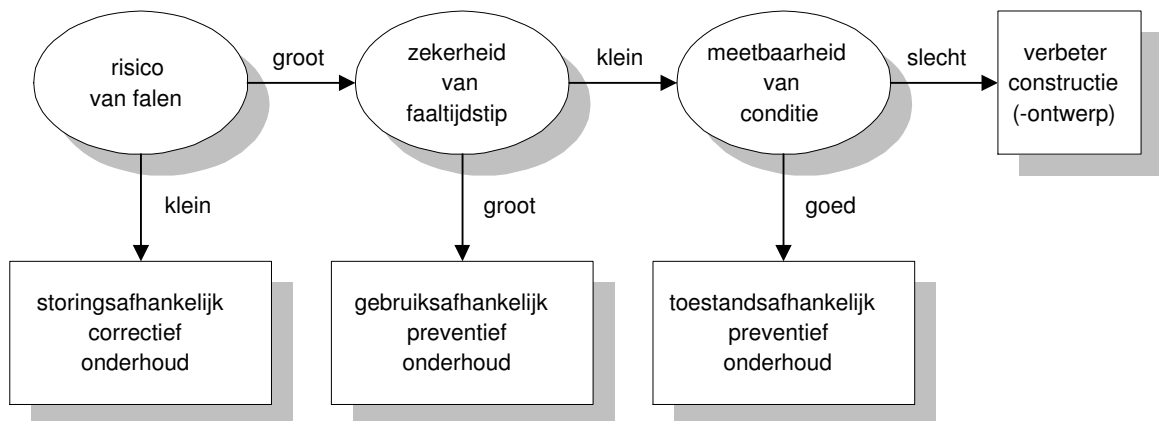 risico
van falen
groot
zekerheid
van
faaltijdstip
klein
meetbaarheid
van
conditie
slecht
verbeter
constructie
(-ontwerp)
klein
groot
goed
storingsafhankelijk
correctief
onderhoud
gebruiksafhankelijk
preventief
onderhoud
toestandsafhankelijk
preventief
onderhoud